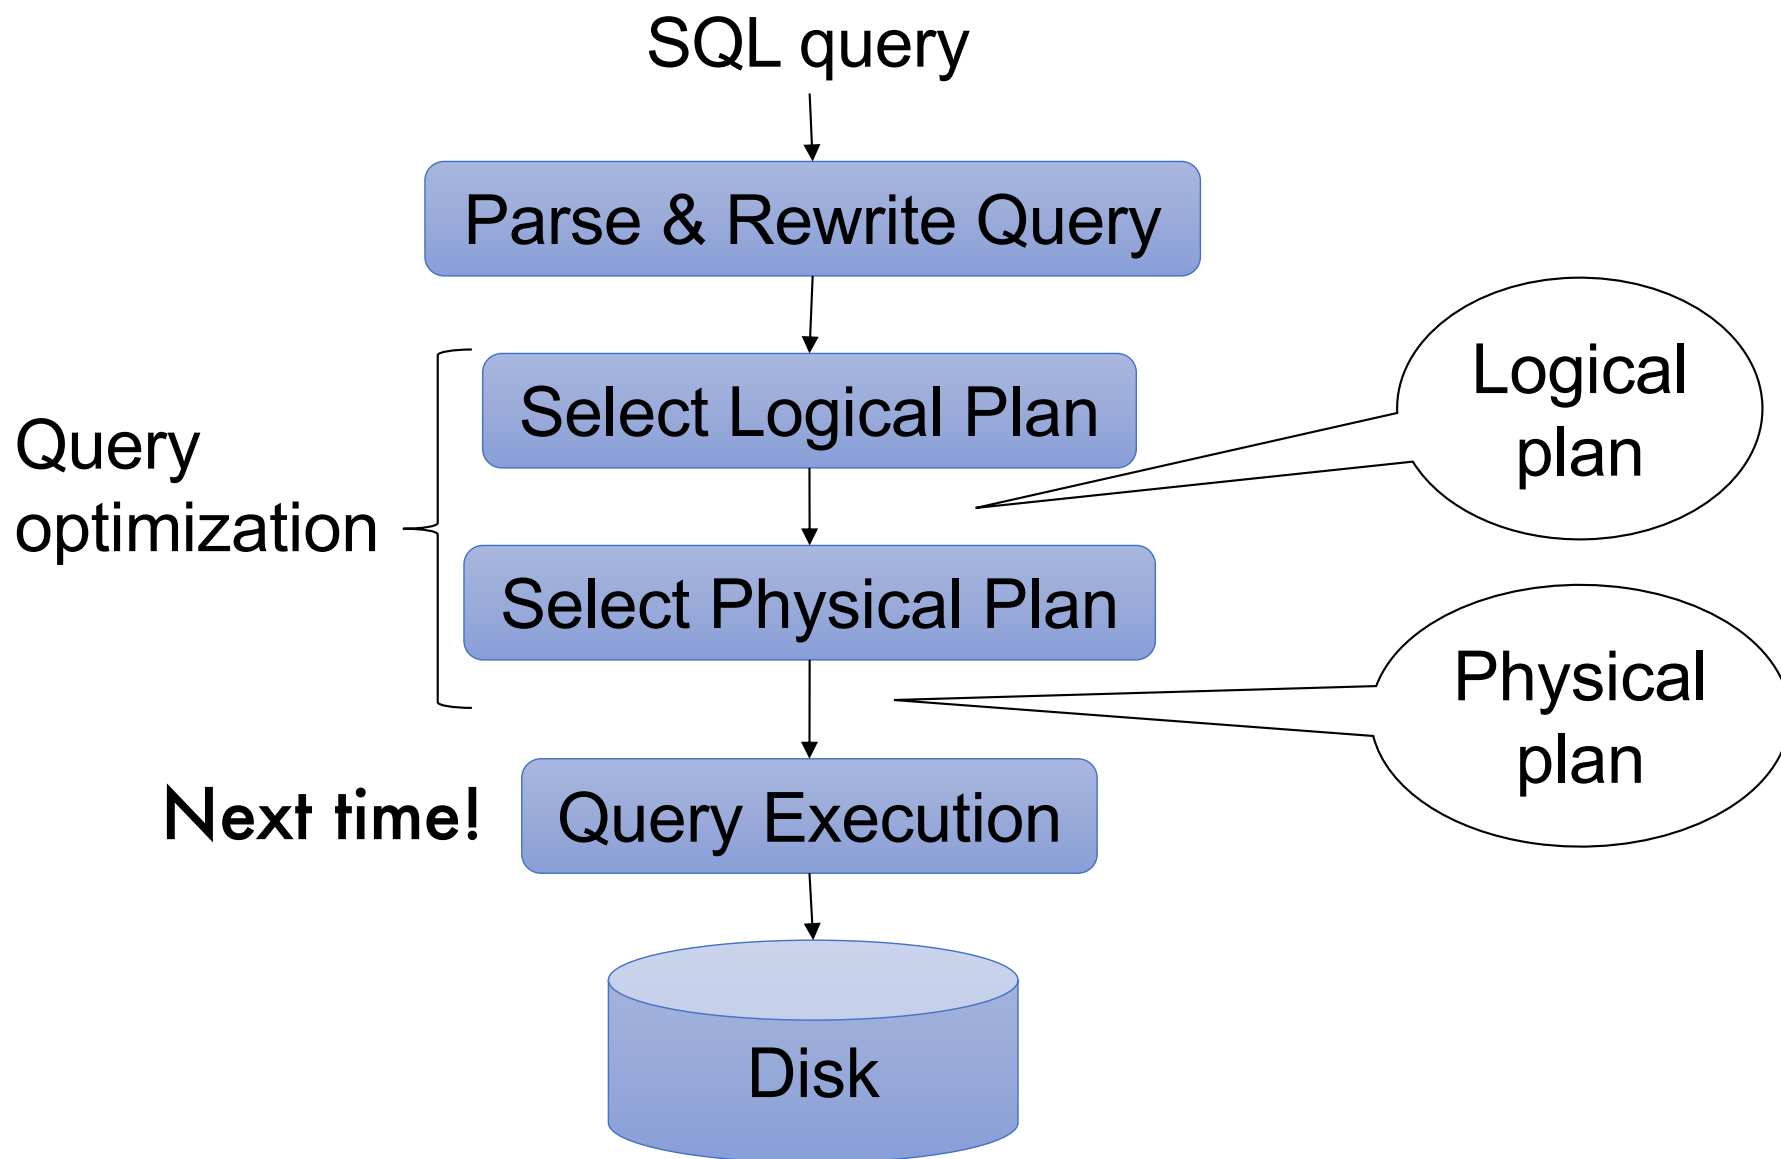 SQL query
Parse & Rewrite Query
Select Logical Plan
Logical
plan
Query
optimization
Select Physical Plan
Physical
plan
Next time!
Query Execution
Disk